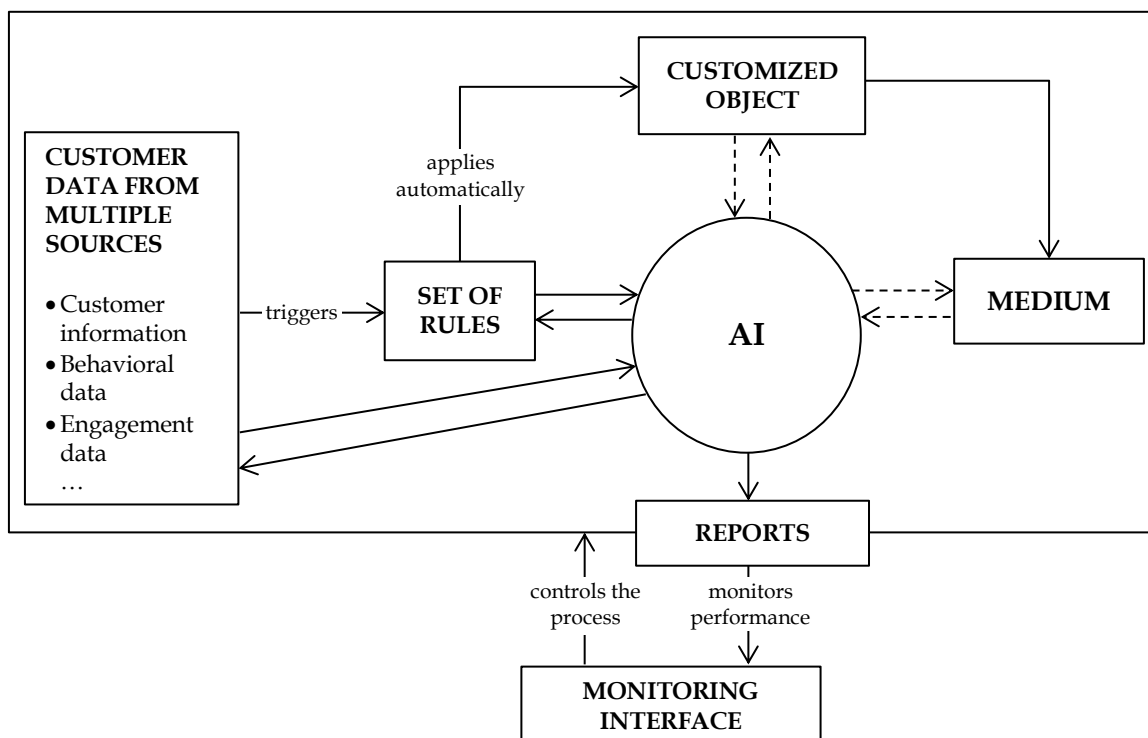 CUSTOMIZED
OBJECT
CUSTOMER
DATA FROM
MULTIPLE
SOURCES
• Customer
information
• Behavioral
data
• Engagement
data
…
applies
automatically
triggers
SET OF
RULES
AI
MEDIUM
REPORTS
controls the
process
monitors
performance
MONITORING
INTERFACE